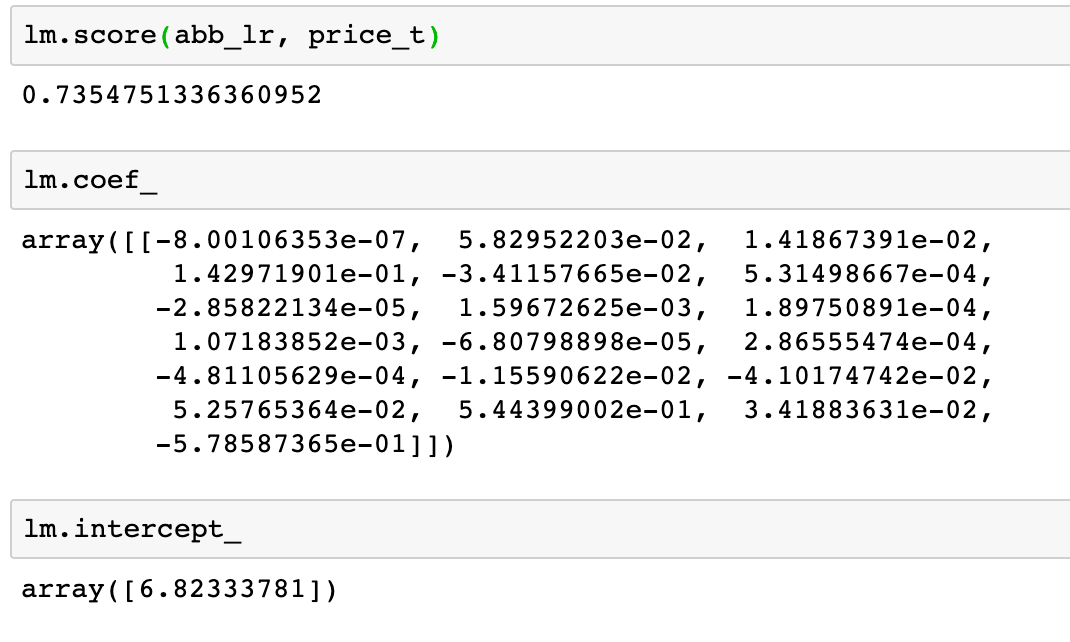 lm.score(abb_lr, price_t)
0.7354751336360952
lm.coef_
array([[-8.00106353e-07,  5.82952203e-02,  1.41867391e-02,
         1.42971901e-01, -3.41157665e-02,  5.31498667e-04,
        -2.85822134e-05,  1.59672625e-03,  1.89750891e-04,
         1.07183852e-03, -6.80798898e-05,  2.86555474e-04,
        -4.81105629e-04, -1.15590622e-02, -4.10174742e-02,
         5.25765364e-02,  5.44399002e-01,  3.41883631e-02,
        -5.78587365e-01]])
lm.intercept_
array([6.82333781])